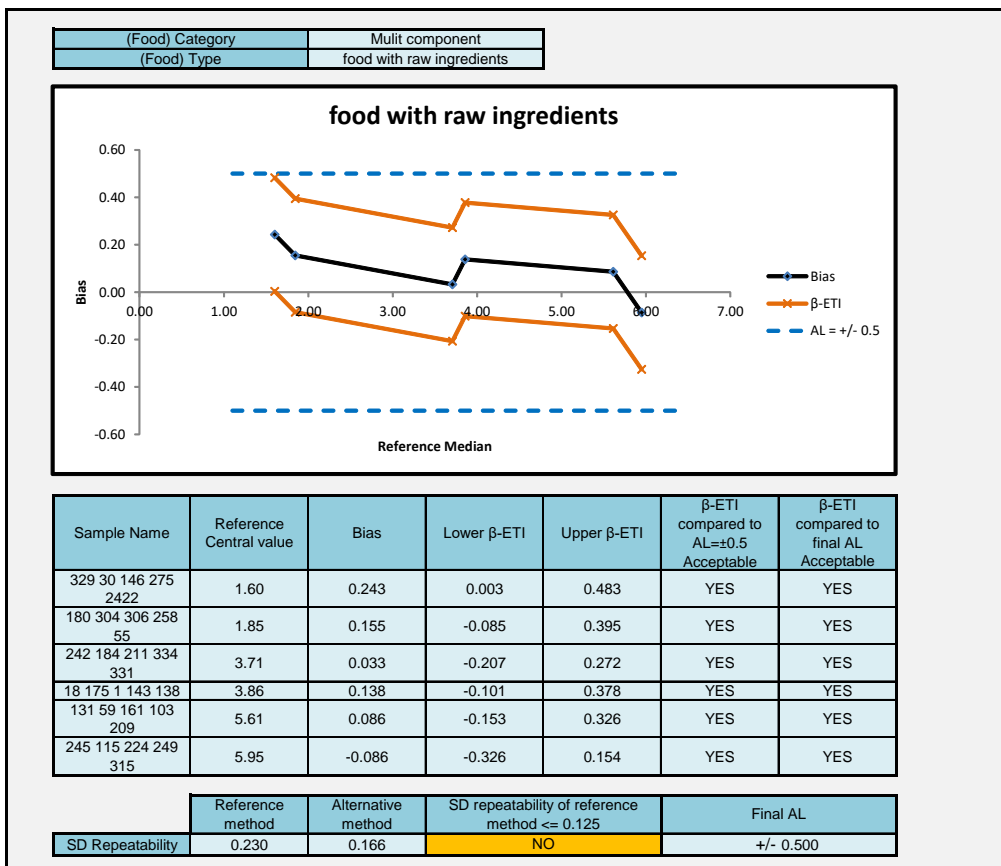 (Food) Category Mulit component
(Food) Type food with raw ingredients
food with raw ingredients
0.60
0.40
0.20
0.00
-0.20
-0.40
-0.60
0.00 1.00 2.00 3.00 4.00 5.00 6.00 7.00
Bias
Reference Median
Bias
β-ETI
AL = +/- 0.5
Sample Name Reference Central value Bias Lower β-ETI Upper β-ETI β-ETI compared to AL=±0.5 Acceptable β-ETI compared to final AL Acceptable
329 30 146 275 2422 1.60 0.243 0.003 0.483 YES YES
180 304 306 258 55 1.85 0.155 -0.085 0.395 YES YES
242 184 211 334 331 3.71 0.033 -0.207 0.272 YES YES
18 175 1 143 138 3.86 0.138 -0.101 0.378 YES YES
131 59 161 103 209 5.61 0.086 -0.153 0.326 YES YES
245 115 224 249 315 5.95 -0.086 -0.326 0.154 YES YES
Reference method Alternative method SD repeatability of reference method <= 0.125 Final AL
SD Repeatability 0.230 0.166 NO +/- 0.500